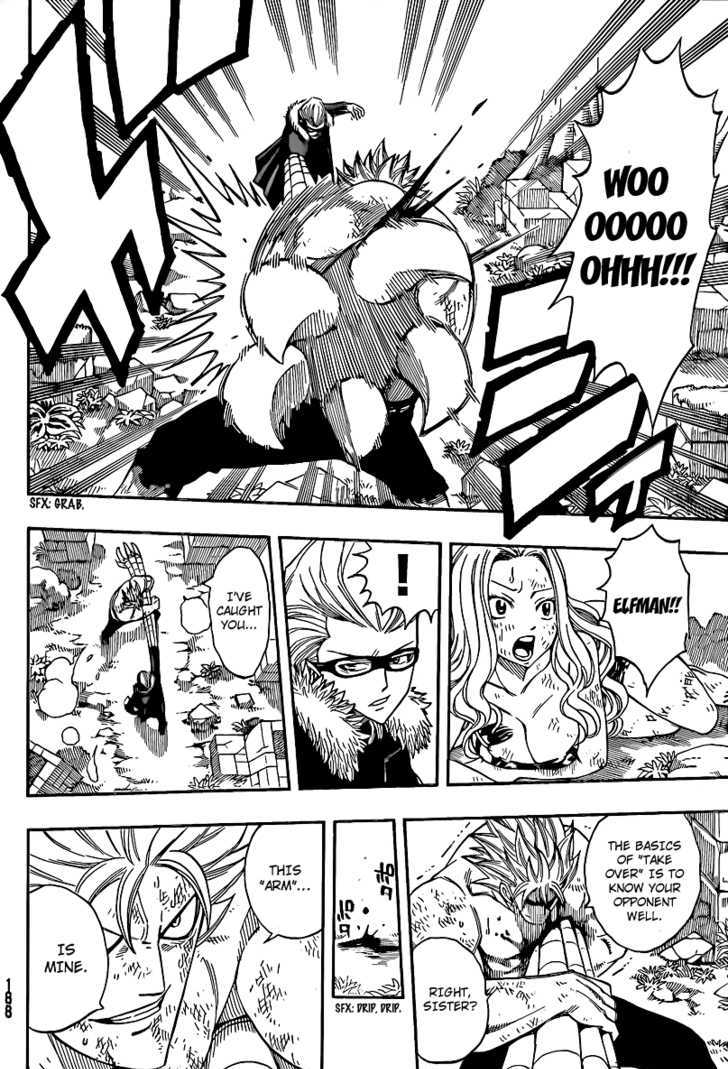 WOO
OOOOO
OHHH!!!
SFX: GRAB.
ELFMAN!!
!
I'VE
CAUGHT
YOU...
THE BASICS
OF "TAKE
OVER" IS TO
KNOW YOUR
OPPONENT
WELL.
RIGHT,
SISTER?
SFX: DRIP, DRIP.
THIS
"ARM"...
IS
MINE.
188